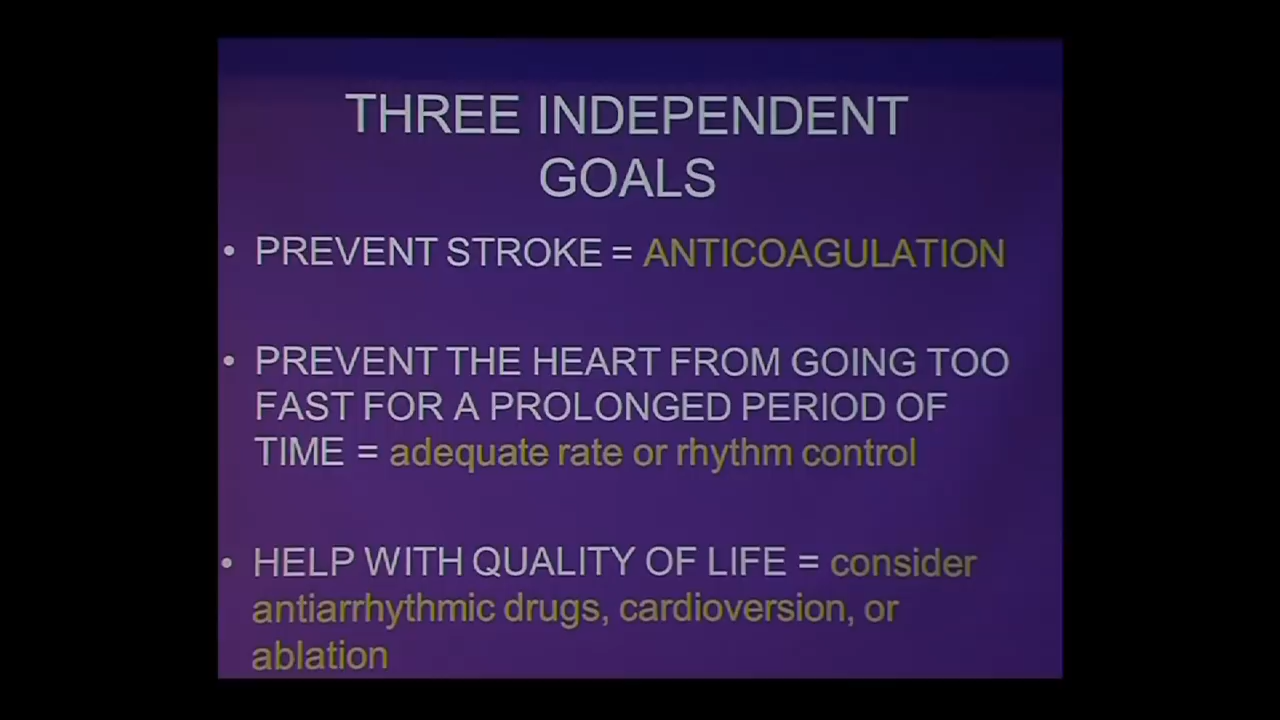 THREE INDEPENDENT
GOALS
• PREVENT STROKE = ANTICOAGULATION
• PREVENT THE HEART FROM GOING TOO
FAST FOR A PROLONGED PERIOD OF
TIME = adequate rate or rhythm control
• HELP WITH QUALITY OF LIFE = consider
antiarrhythmic drugs, cardioversion, or
ablation